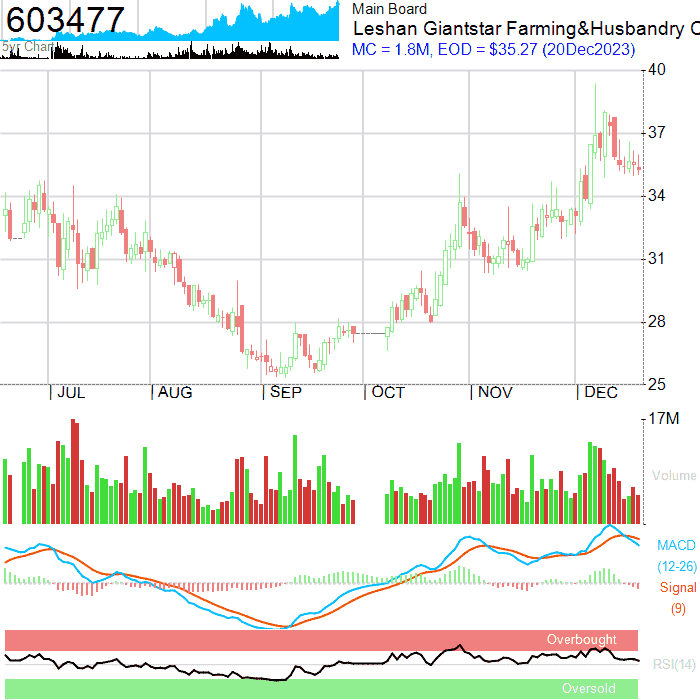 603477
5yr Chart
Main Board
Leshan Giantstar Farming&Husbandry C
MC = 1.8M, EOD = $35.27 (20Dec2023)
40
37
34
31
28
25
JUL AUG SEP OCT NOV DEC
17M
Volume
MACD
(12-26)
Signal
(9)
Overbought
RSI(14)
Oversold